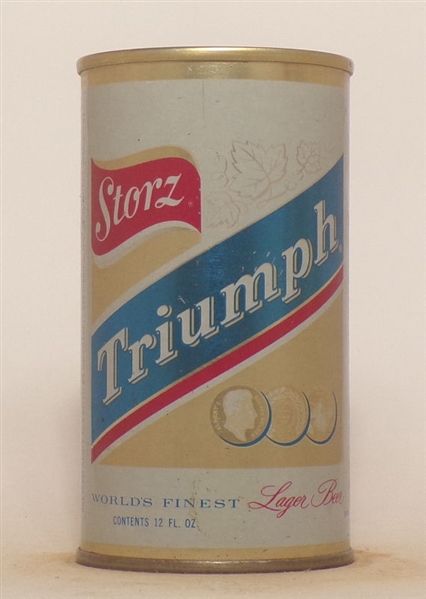 Storz
Triumph
WORLD'S FINEST Lager Beer
CONTENTS 12 FL. OZ.